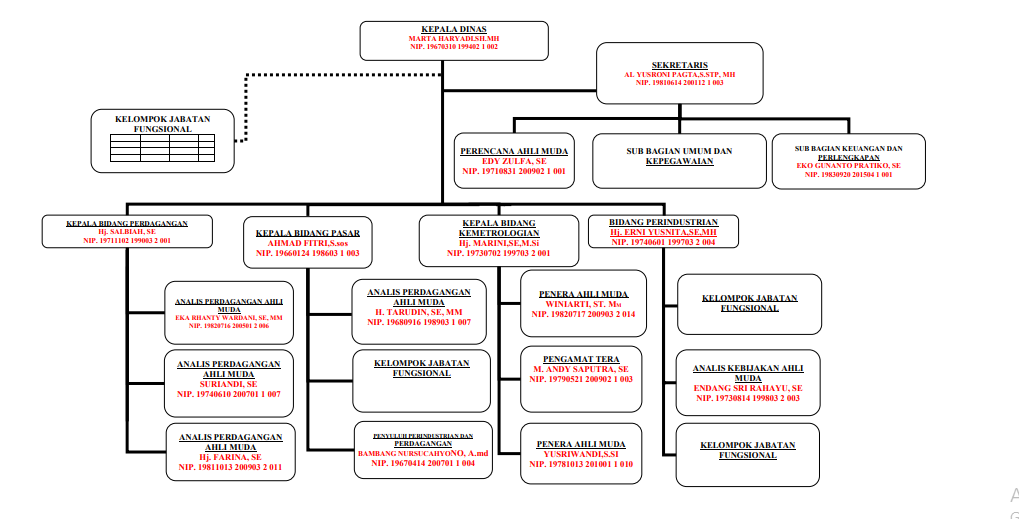 KEPALA DINAS
MARTA HARYADI,SH.MH
NIP. 19670310 199402 1 002
SEKRETARIS
AL YUSRONI PAGTA,S.STP, MH
NIP. 19810614 200112 1 003
KELOMPOK JABATAN
FUNGSIONAL
PERENCANA AHLI MUDA
EDY ZULFA, SE
NIP. 19710831 200902 1 001
SUB BAGIAN UMUM DAN
KEPEGAWAIAN
SUB BAGIAN KEUANGAN DAN
PERLENGKAPAN
EKO GUNANTO PRATIKO, SE
NIP. 19830920 201504 1 001
KEPALA BIDANG PERDAGANGAN
Hj. SALBIAH, SE
NIP. 19711102 199003 2 001
KEPALA BIDANG PASAR
AHMAD FITRI,S.sos
NIP. 19660124 198603 1 003
KEPALA BIDANG
KEMETROLOGIAN
Hj. MARINI,SE,M.Si
NIP. 19730702 199703 2 001
BIDANG PERINDUSTRIAN
Hj. ERNI YUSNITA,SE,MH
NIP. 19740601 199703 2 004
ANALIS PERDAGANGAN AHLI
MUDA
EKA RHANTY WARDANI, SE, MM
NIP. 19820716 200501 2 006
ANALIS PERDAGANGAN
AHLI MUDA
SURIANDI, SE
NIP. 19740610 200701 1 007
ANALIS PERDAGANGAN
AHLI MUDA
Hj. FARINA, SE
NIP. 19811013 200903 2 011
ANALIS PERDAGANGAN
AHLI MUDA
H. TARUDIN, SE, MM
NIP. 19680916 198903 1 007
KELOMPOK JABATAN
FUNGSIONAL
PENYULUH PERINDUSTRIAN DAN
PERDAGANGAN
BAMBANG NURSUCAHYONO, A.md
NIP. 19670414 200701 1 004
PENERA AHLI MUDA
WINIARTI, ST. MM
NIP. 19820717 200903 2 014
PENGAMAT TERA
M. ANDY SAPUTRA, SE
NIP. 19790521 200902 1 003
PENERA AHLI MUDA
YUSRIWANDI,S.SI
NIP. 19781013 201001 1 010
KELOMPOK JABATAN
FUNGSIONAL
ANALIS KEBIJAKAN AHLI
MUDA
ENDANG SRI RAHAYU, SE
NIP. 19730814 199803 2 003
KELOMPOK JABATAN
FUNGSIONAL
A